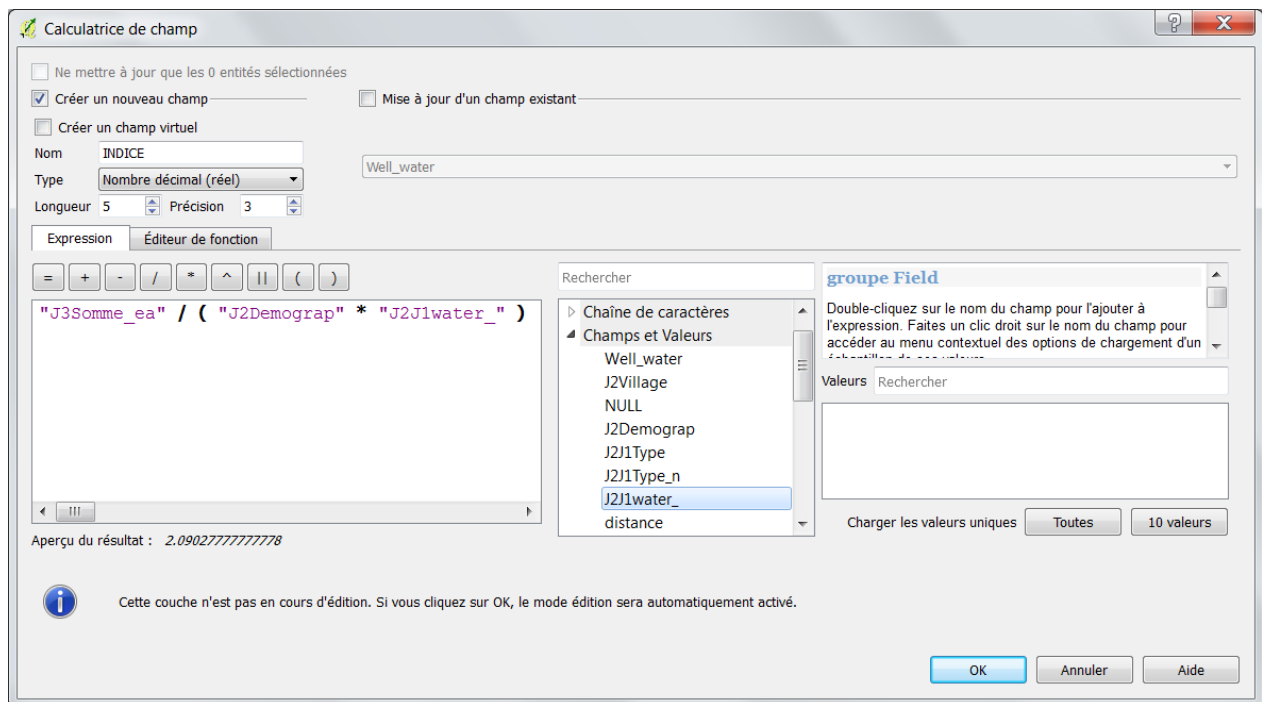 Calculatrice de champ
Ne mettre à jour que les 0 entités sélectionnées
Créer un nouveau champ
Mise à jour d'un champ existant
Créer un champ virtuel
Nom INDICE
Well_water
Type Nombre décimal (réel)
Longueur 5 Précision 3
Expression Éditeur de fonction
= + - / * ^ || ( )
"J3Somme_ea" / ( "J2Demograp" * "J2J1water_" )
Aperçu du résultat : 2.09027777777778
Rechercher
Chaîne de caractères
Champs et Valeurs
Well_water
J2Village
NULL
J2Demograp
J2J1Type
J2J1Type_n
J2J1water_
distance
groupe Field
Double-cliquez sur le nom du champ pour l'ajouter à
l'expression. Faites un clic droit sur le nom du champ pour
accéder au menu contextuel des options de chargement d'un
Valeurs Rechercher
Charger les valeurs uniques Toutes 10 valeurs
Cette couche n'est pas en cours d'édition. Si vous cliquez sur OK, le mode édition sera automatiquement activé.
OK Annuler Aide